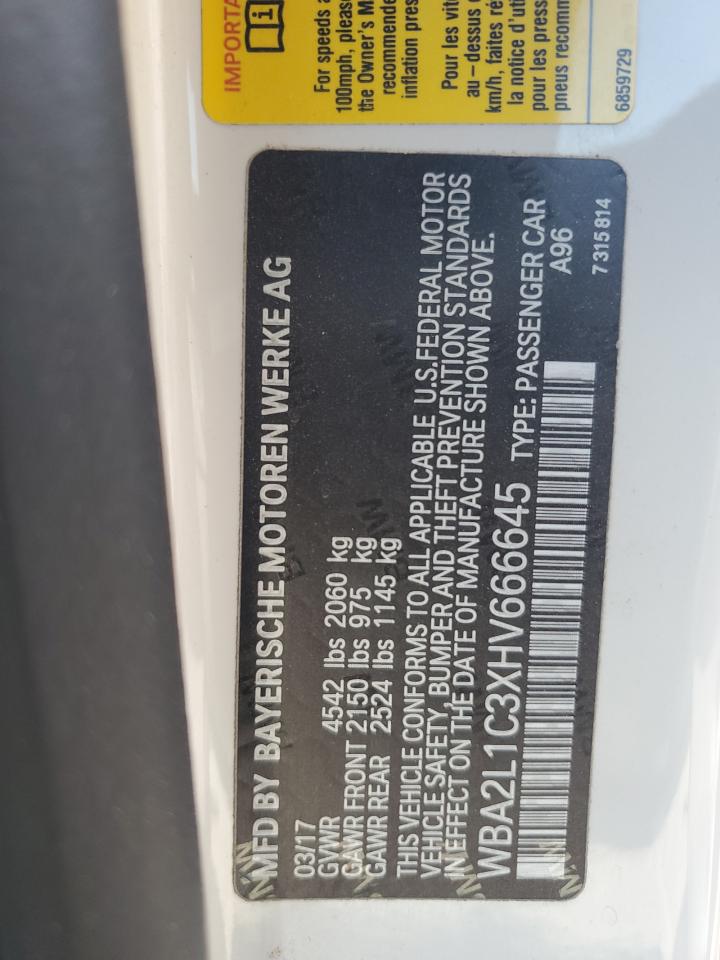 MFD BY BAYERISCHE MOTOREN WERKE AG
03/17
GVWR 4542 lbs 2060 kg
GAWR FRONT 2150 lbs 975 kg
GAWR REAR 2524 lbs 1145 kg
THIS VEHICLE CONFORMS TO ALL APPLICABLE U.S.FEDERAL MOTOR
VEHICLE SAFETY, BUMPER AND THEFT PREVENTION STANDARDS
IN EFFECT ON THE DATE OF MANUFACTURE SHOWN ABOVE.
WBA2L1C3XHV666645 TYPE: PASSENGER CAR
A96
7 315 814
IMPORTA
For speeds a
100mph, please
the Owner's M
recommende
inflation pres
Pour les vit
au-dessus d
km/h, faites ré
la notice d'uti
pour les press
pneus recomm
6859729